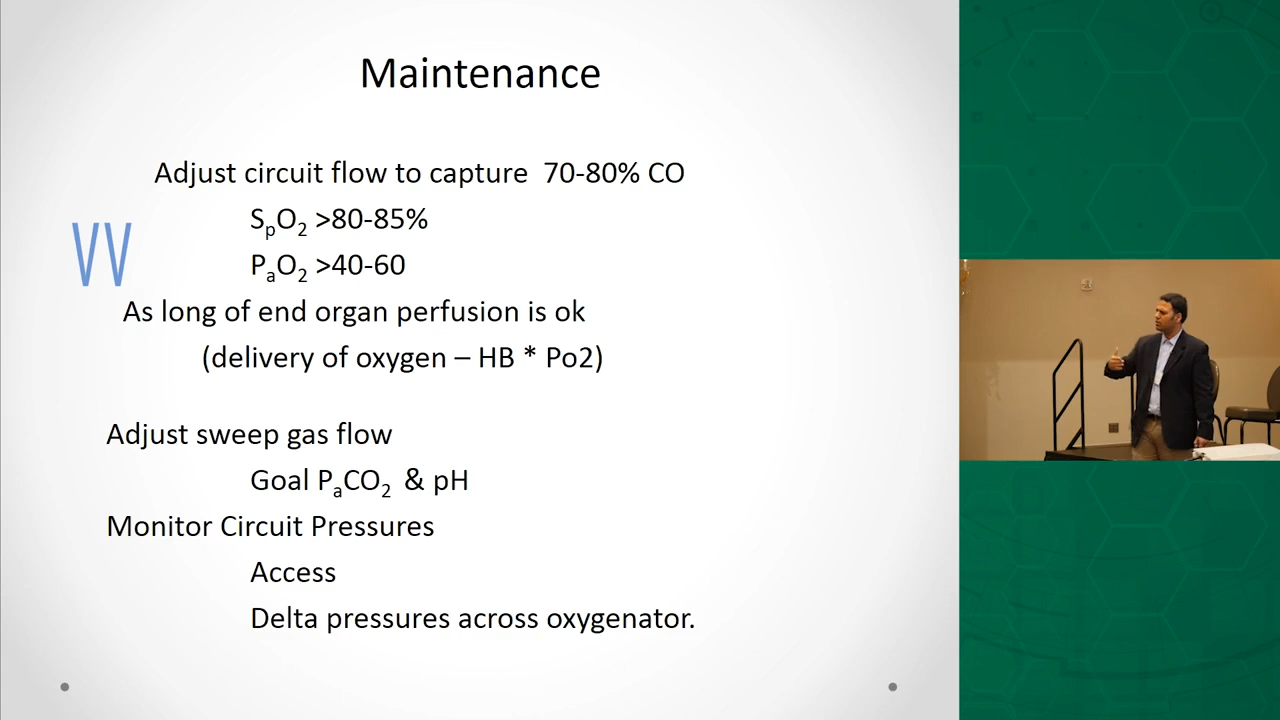 Maintenance
Adjust circuit flow to capture 70-80% CO
SpO2 >80-85%
VV
PaO2 >40-60
As long of end organ perfusion is ok
(delivery of oxygen – HB * Po2)
Adjust sweep gas flow
Goal PaCO2 & pH
Monitor Circuit Pressures
Access
Delta pressures across oxygenator.